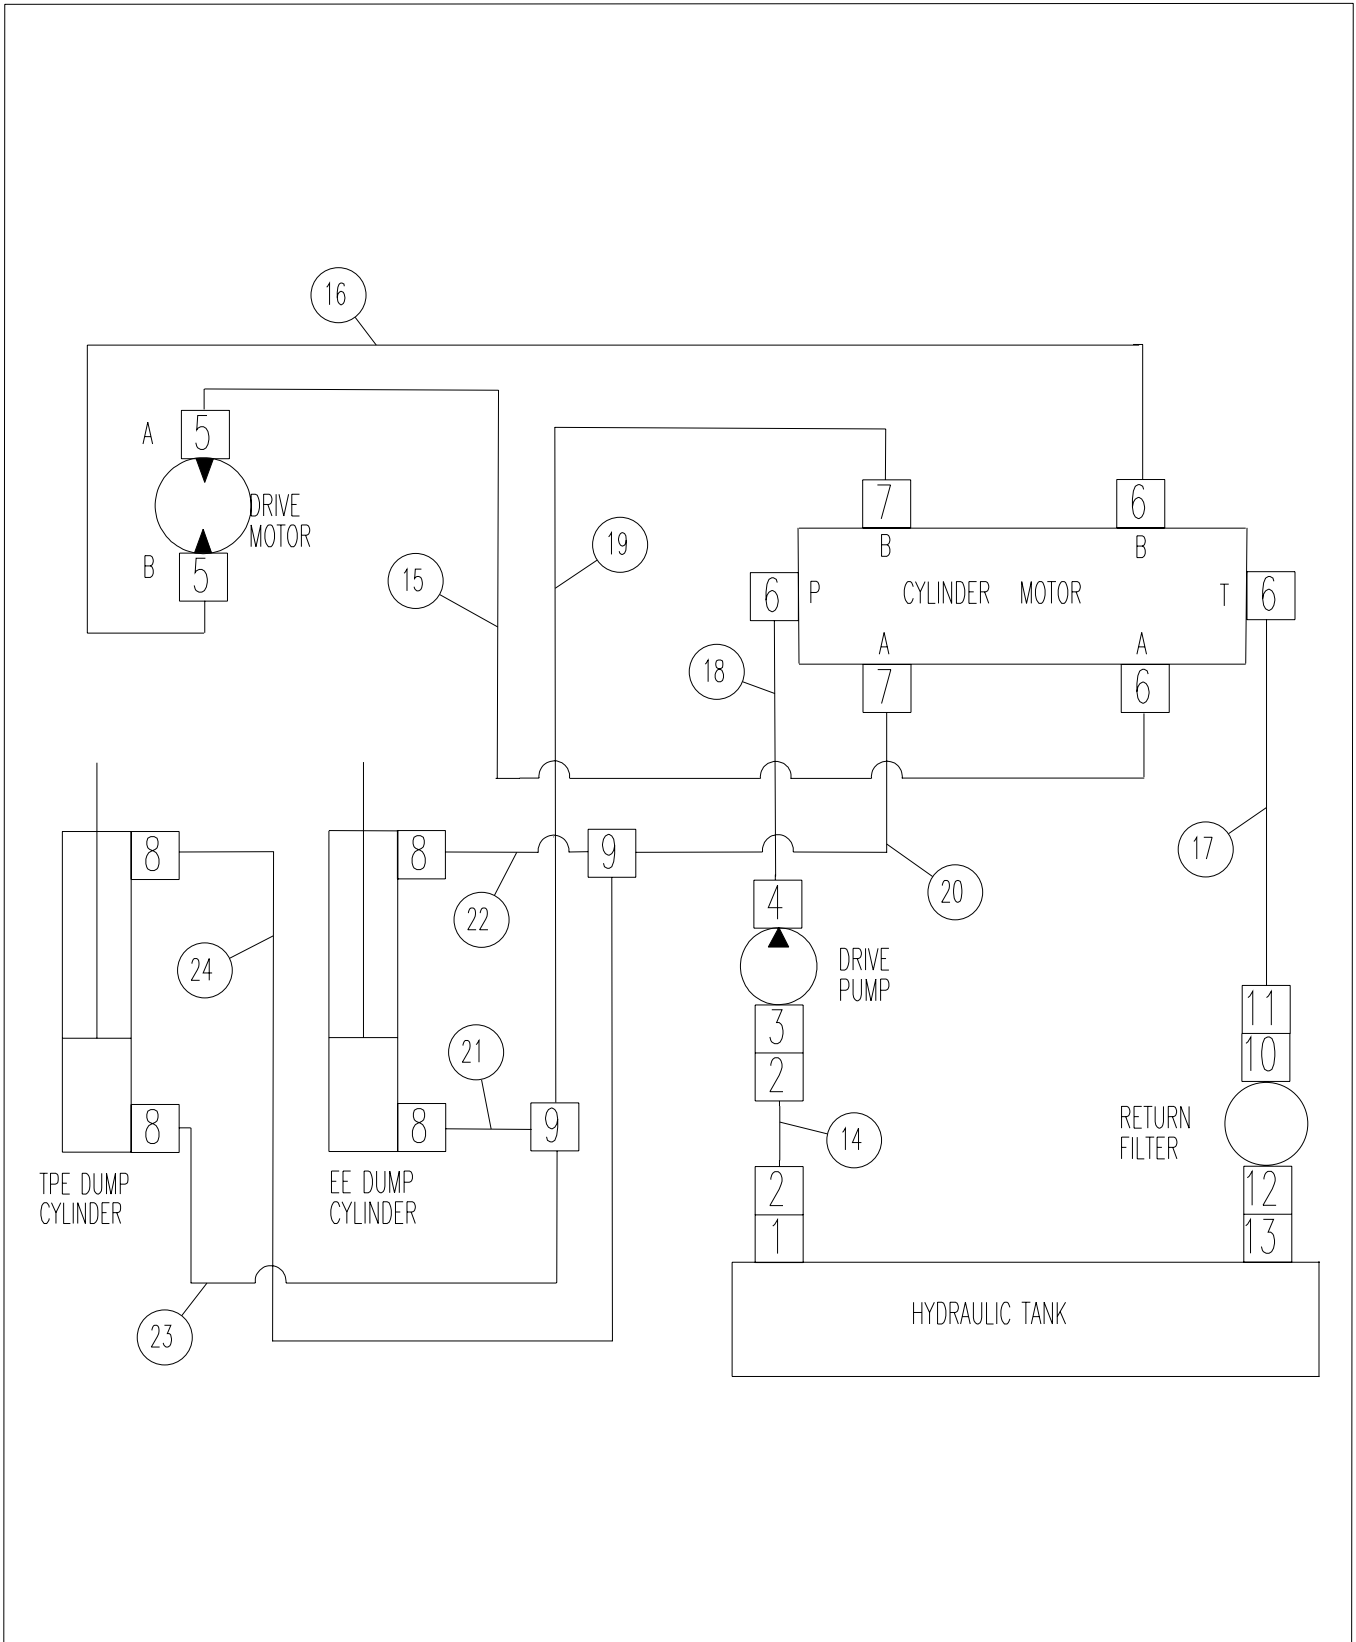 16
A
5
DRIVE
MOTOR
B
5
15
19
7
6
B
B
6
P
CYLINDER MOTOR
T
6
A
A
7
6
18
8
8
9
22
20
17
24
4
DRIVE
PUMP
3
2
11
10
21
8
8
9
14
RETURN
FILTER
2
1
12
13
TPE DUMP
CYLINDER
EE DUMP
CYLINDER
23
HYDRAULIC TANK